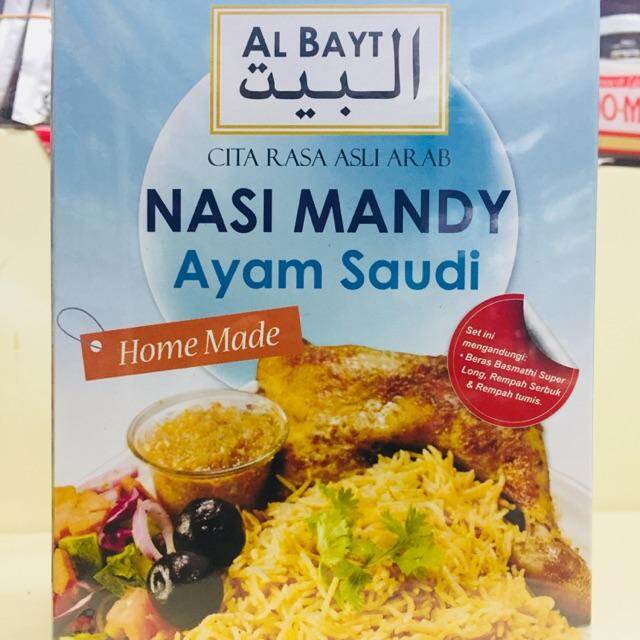 AL BAYT
البيت
CITA RASA ASLI ARAB
NASI MANDY
Ayam Saudi
Home Made
Set ini
mengandungi:
• Beras Basmathi Super
Long, Rempah Serbuk
& Rempah tumis.